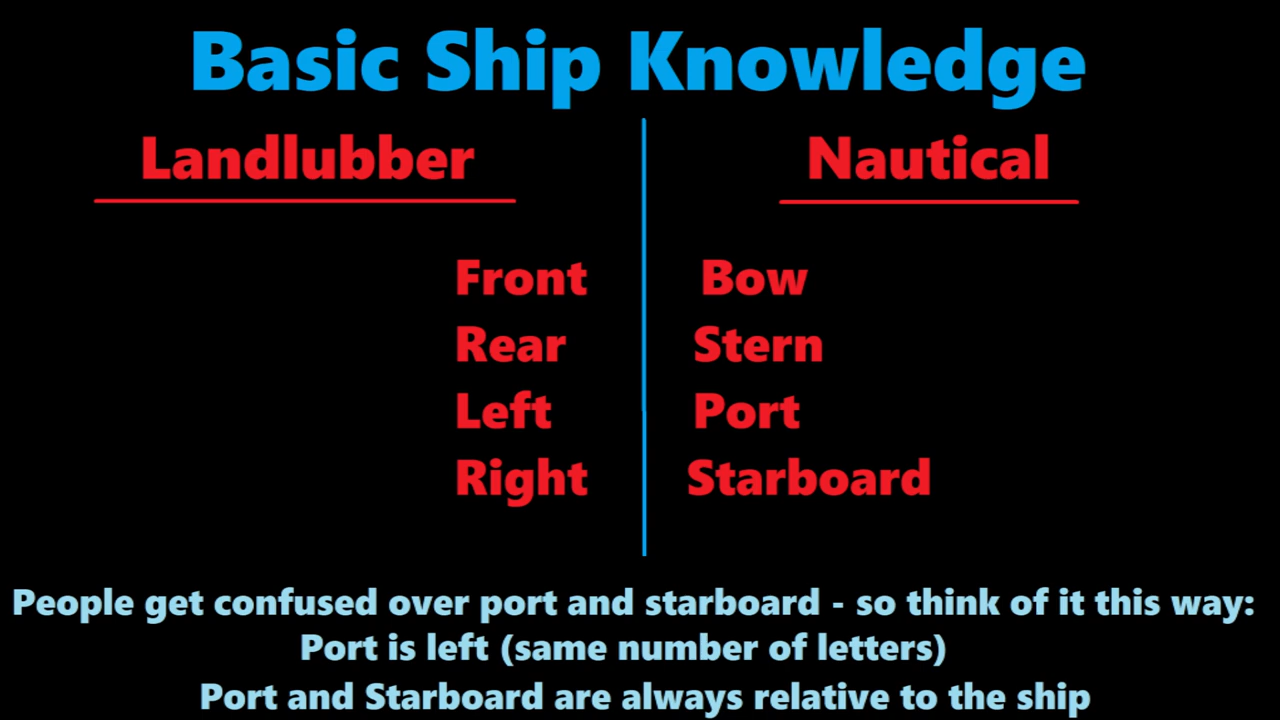 Basic Ship Knowledge
Landlubber Nautical
Front Bow
Rear Stern
Left Port
Right Starboard
People get confused over port and starboard - so think of it this way:
Port is left (same number of letters)
Port and Starboard are always relative to the ship